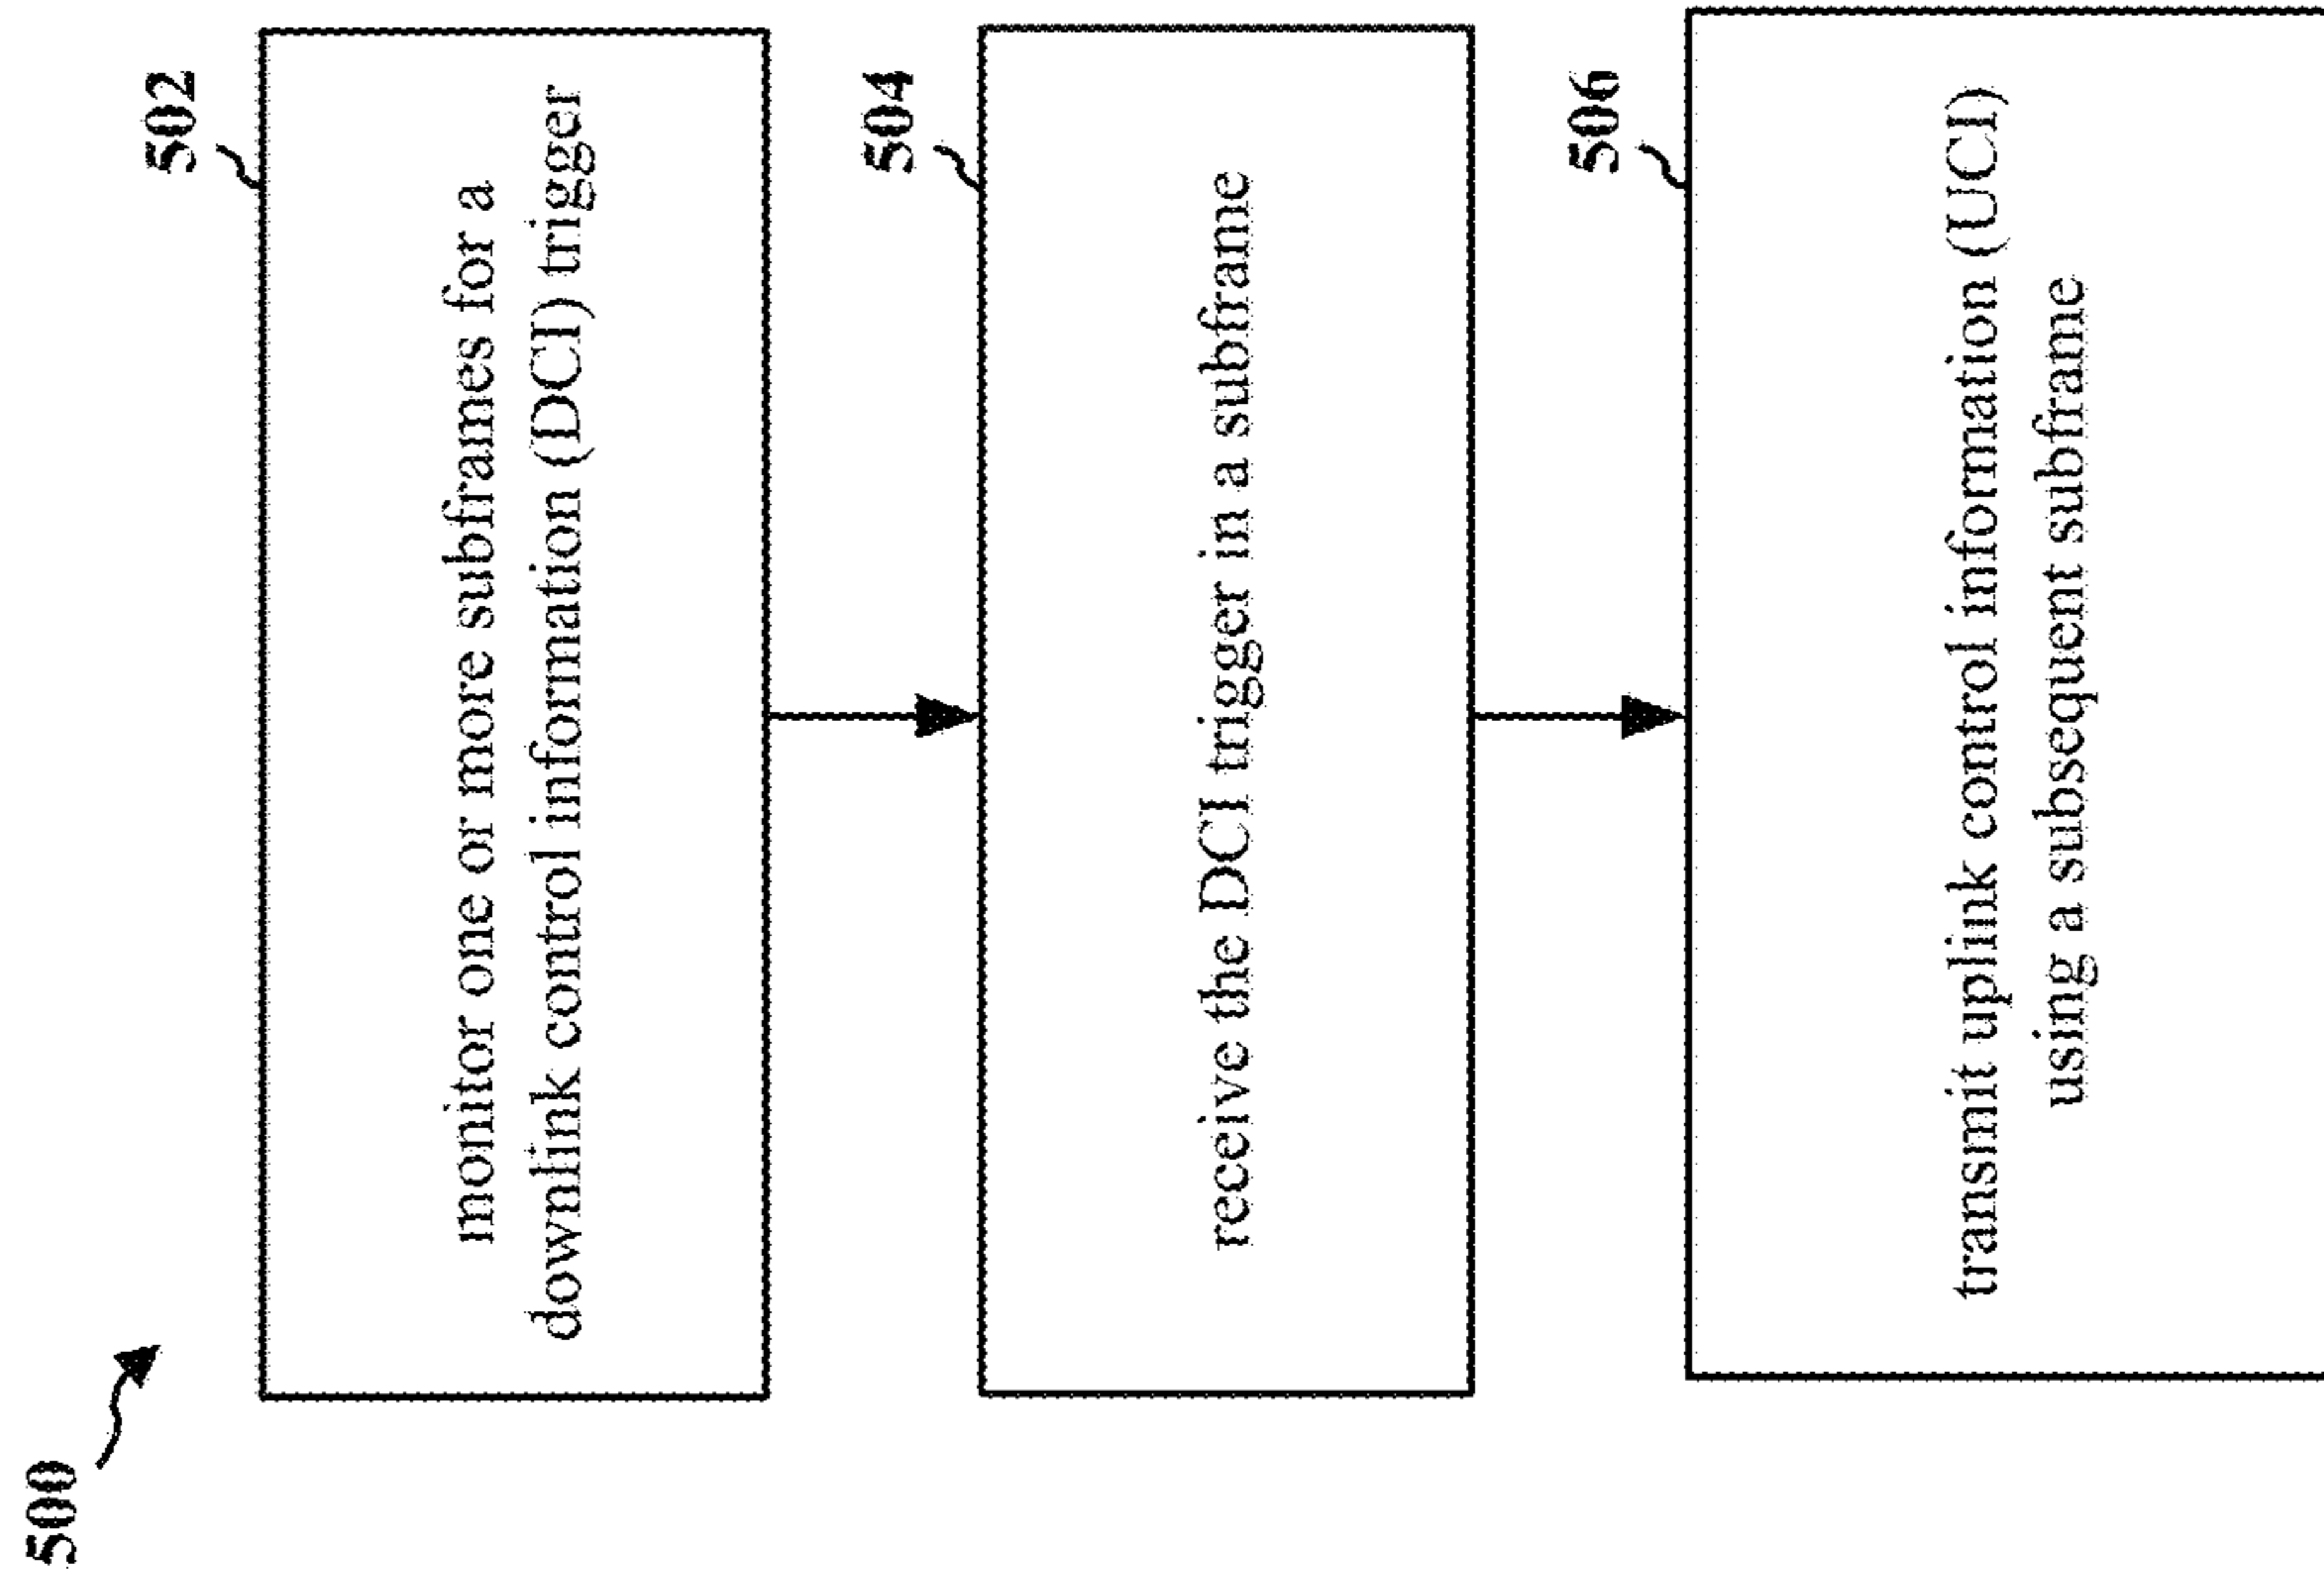 500
502
monitor one or more subframes for a
downlink control information (DCI) trigger
504
receive the DCI trigger in a subframe
506
transmit uplink control information (UCI)
using a subsequent subframe